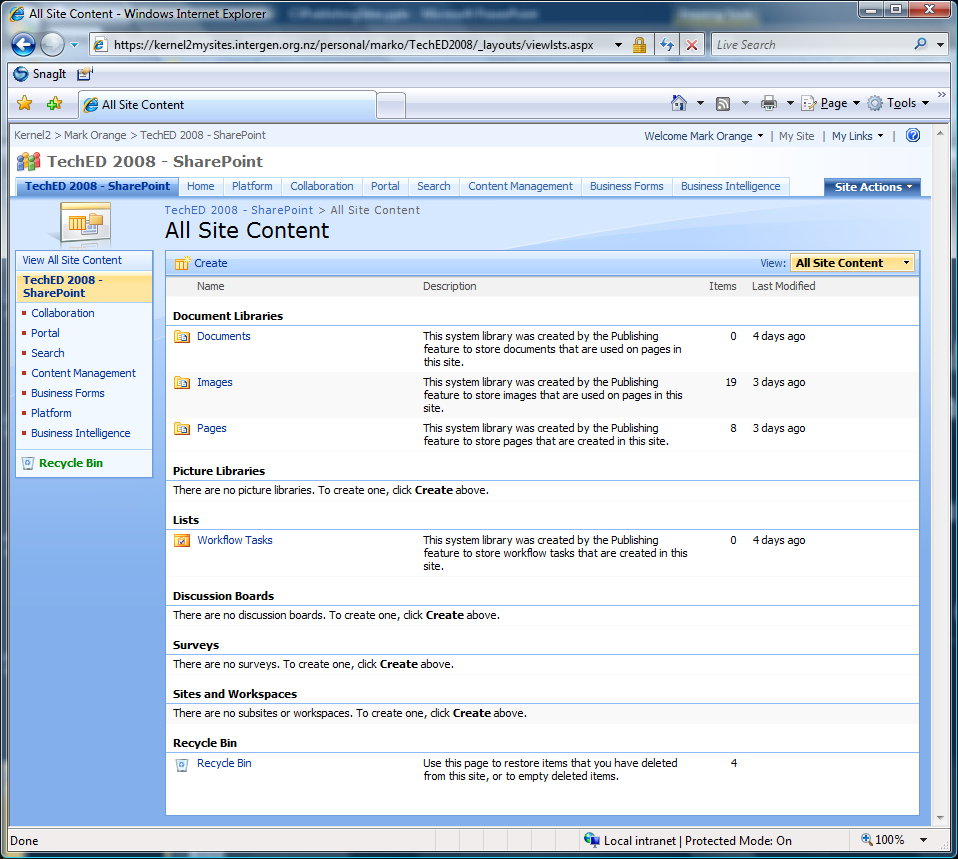 All Site Content - Windows Internet Explorer
https://kernel2mysites.intergen.org.nz/personal/marko/TechED2008/_layouts/viewlsts.aspx
Live Search
SnagIt
All Site Content
Page
Tools
Kernel2 > Mark Orange > TechED 2008 - SharePoint
Welcome Mark Orange | My Site | My Links |
TechED 2008 - SharePoint
TechED 2008 - SharePoint Home Platform Collaboration Portal Search Content Management Business Forms Business Intelligence Site Actions
TechED 2008 - SharePoint > All Site Content
All Site Content
View All Site Content
TechED 2008 -
SharePoint
Collaboration
Portal
Search
Content Management
Business Forms
Platform
Business Intelligence
Recycle Bin
Create View: All Site Content
Name Description Items Last Modified
Document Libraries
Documents This system library was created by the Publishing 0 4 days ago
feature to store documents that are used on pages in
this site.
Images This system library was created by the Publishing 19 3 days ago
feature to store images that are used on pages in this
site.
Pages This system library was created by the Publishing 8 3 days ago
feature to store pages that are created in this site.
Picture Libraries
There are no picture libraries. To create one, click Create above.
Lists
Workflow Tasks This system library was created by the Publishing 0 4 days ago
feature to store workflow tasks that are created in this
site.
Discussion Boards
There are no discussion boards. To create one, click Create above.
Surveys
There are no surveys. To create one, click Create above.
Sites and Workspaces
There are no subsites or workspaces. To create one, click Create above.
Recycle Bin
Recycle Bin Use this page to restore items that you have deleted 4
from this site, or to empty deleted items.
Done
Local intranet | Protected Mode: On
100%